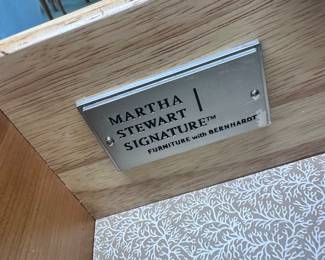 MARTHA
STEWART
SIGNATURE™
FURNITURE with BERNHARDT